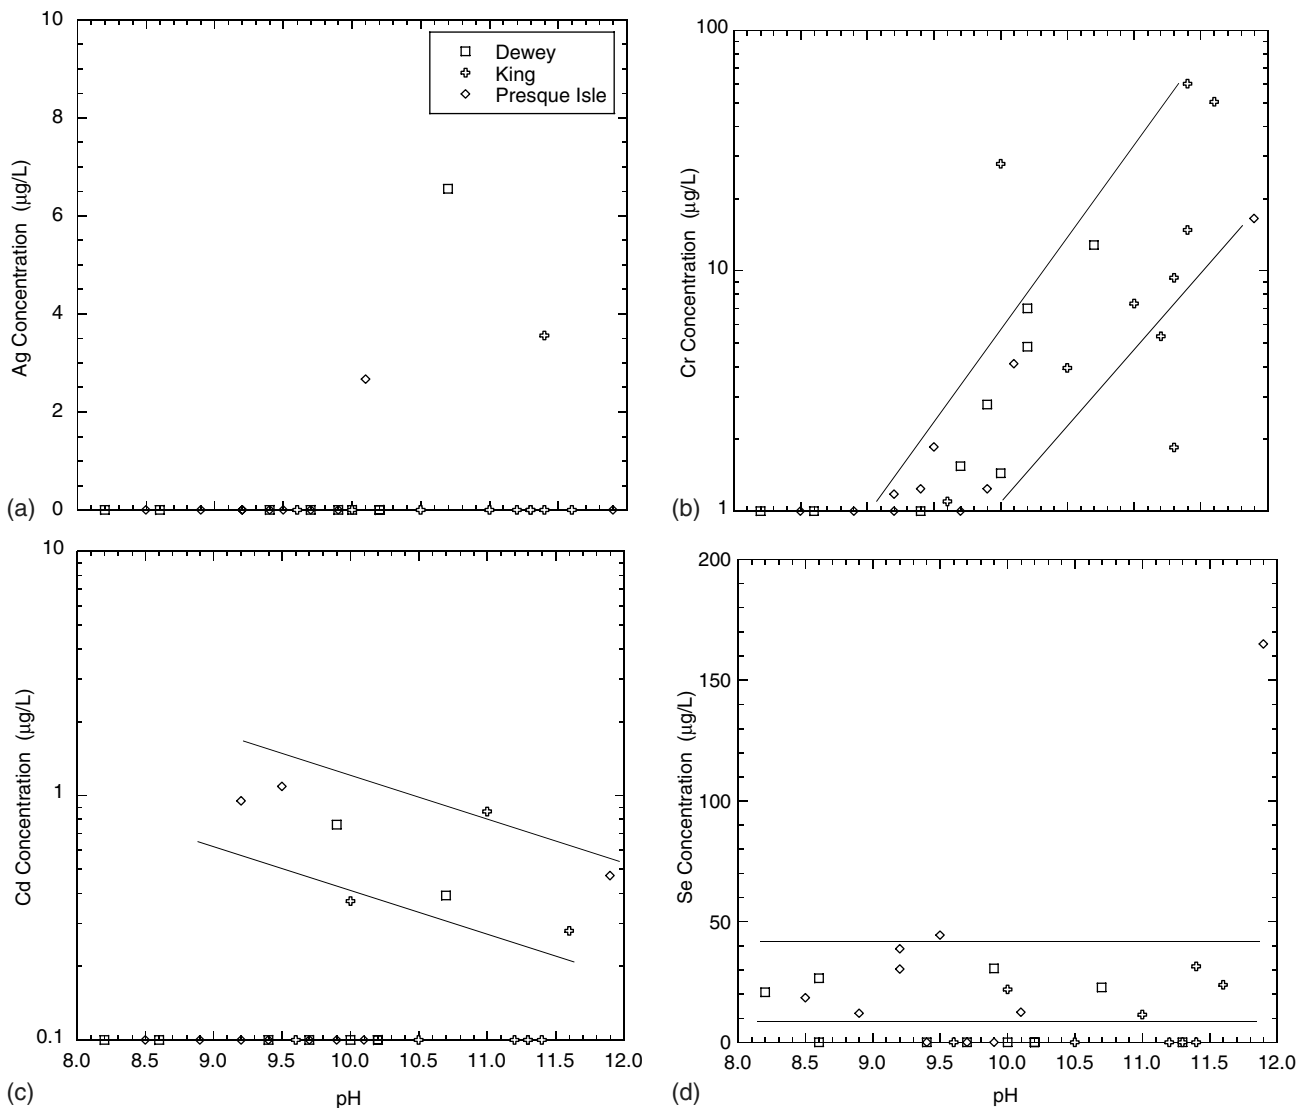 10
8
6
4
2
0
Ag Concentration (μg/L)
Dewey
King
Presque Isle
(a)
100
10
1
Cr Concentration (μg/L)
(b)
10
1
0.1
Cd Concentration (μg/L)
8.0 8.5 9.0 9.5 10.0 10.5 11.0 11.5 12.0
pH
(c)
200
150
100
50
0
Se Concentration (μg/L)
8.0 8.5 9.0 9.5 10.0 10.5 11.0 11.5 12.0
pH
(d)